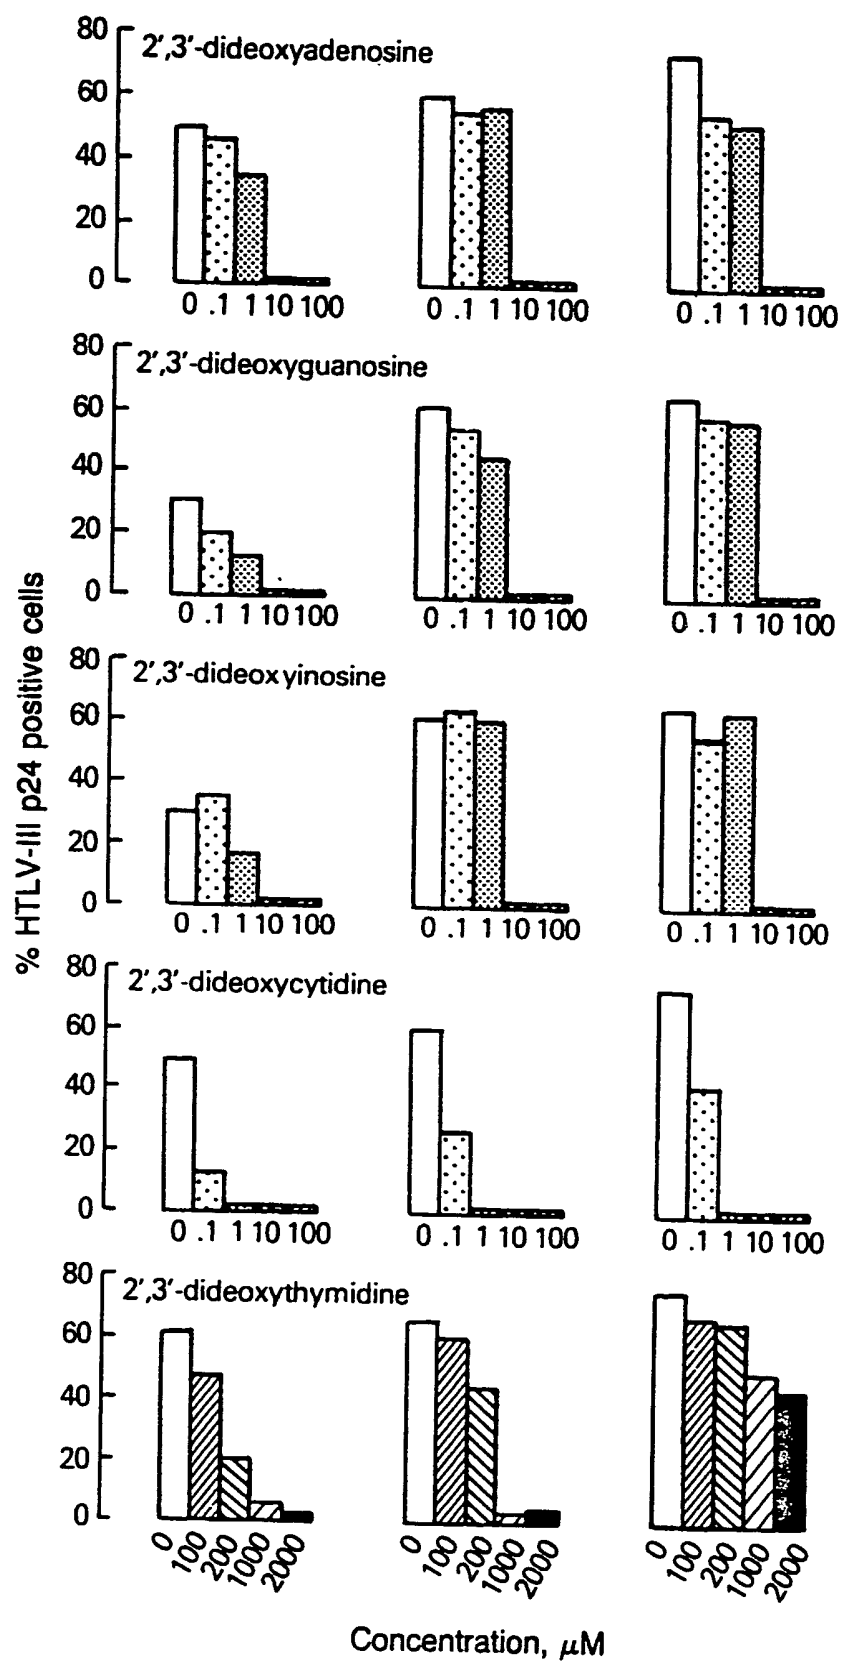 % HTLV-III p24 positive cells
80
2',3'-dideoxyadenosine
60
40
20
0
0 .1 1 10 100
0 .1 1 10 100
0 .1 1 10 100
80
2',3'-dideoxyguanosine
60
40
20
0
0 .1 1 10 100
0 .1 1 10 100
0 .1 1 10 100
80
2',3'-dideoxyinosine
60
40
20
0
0 .1 1 10 100
0 .1 1 10 100
0 .1 1 10 100
80
2',3'-dideoxycytidine
60
40
20
0
0 .1 1 10 100
0 .1 1 10 100
0 .1 1 10 100
80
2',3'-dideoxythymidine
60
40
20
0
0 100 200 1000 2000
0 100 200 1000 2000
0 100 200 1000 2000
Concentration, μM